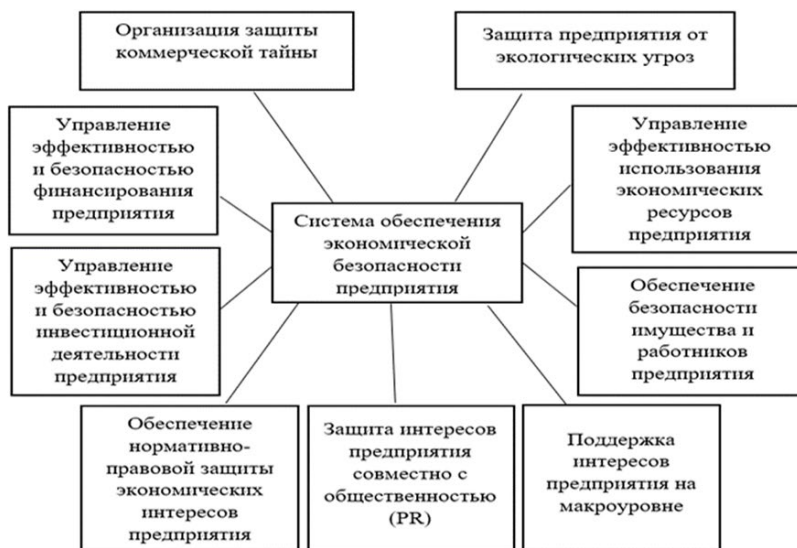 Организация защиты
коммерческой тайны
Защита предприятия от
экологических угроз
Управление
эффективностью
и безопасностью
финансирования
предприятия
Управление
эффективностью
использования
экономических
ресурсов
предприятия
Система обеспечения
экономической
безопасности
предприятия
Управление
эффективностью
и безопасностью
инвестиционной
деятельности
предприятия
Обеспечение
безопасности
имущества и
работников
предприятия
Обеспечение
нормативно-
правовой защиты
экономических
интересов
предприятия
Защита интересов
предприятия
совместно с
общественностью
(PR)
Поддержка
интересов
предприятия на
макроуровне